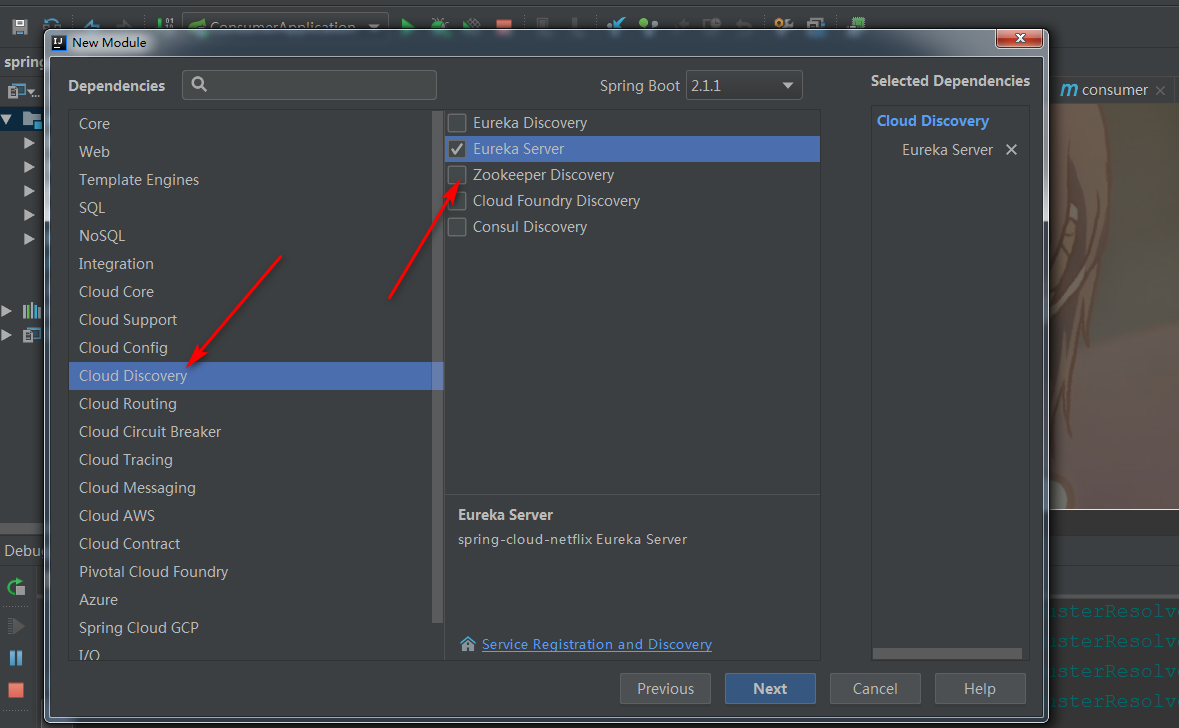 ConsumerApplication
New Module
spring
Dependencies
Spring Boot 2.1.1
Selected Dependencies
m consumer
Core
Web
Template Engines
SQL
NoSQL
Integration
Cloud Core
Cloud Support
Cloud Config
Cloud Discovery
Cloud Routing
Cloud Circuit Breaker
Cloud Tracing
Cloud Messaging
Cloud AWS
Cloud Contract
Pivotal Cloud Foundry
Azure
Spring Cloud GCP
I/O
Eureka Discovery
Eureka Server
Zookeeper Discovery
Cloud Foundry Discovery
Consul Discovery
Eureka Server
spring-cloud-netflix Eureka Server
Service Registration and Discovery
Cloud Discovery
Eureka Server
Debu
usterResolve
usterResolve
usterResolve
usterResolve
Previous
Next
Cancel
Help